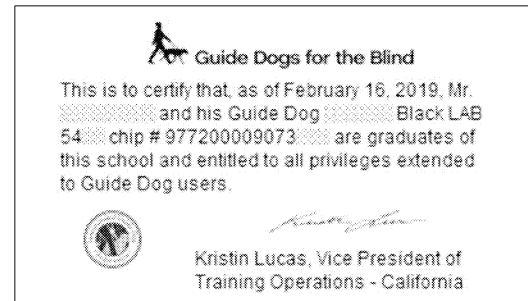 Guide Dogs for the Blind
This is to certify that, as of February 16, 2019, Mr.
and his Guide Dog Black LAB
54 chip # 977200009073 are graduates of
this school and entitled to all privileges extended
to Guide Dog users.
Kristin Lucas, Vice President of
Training Operations - California